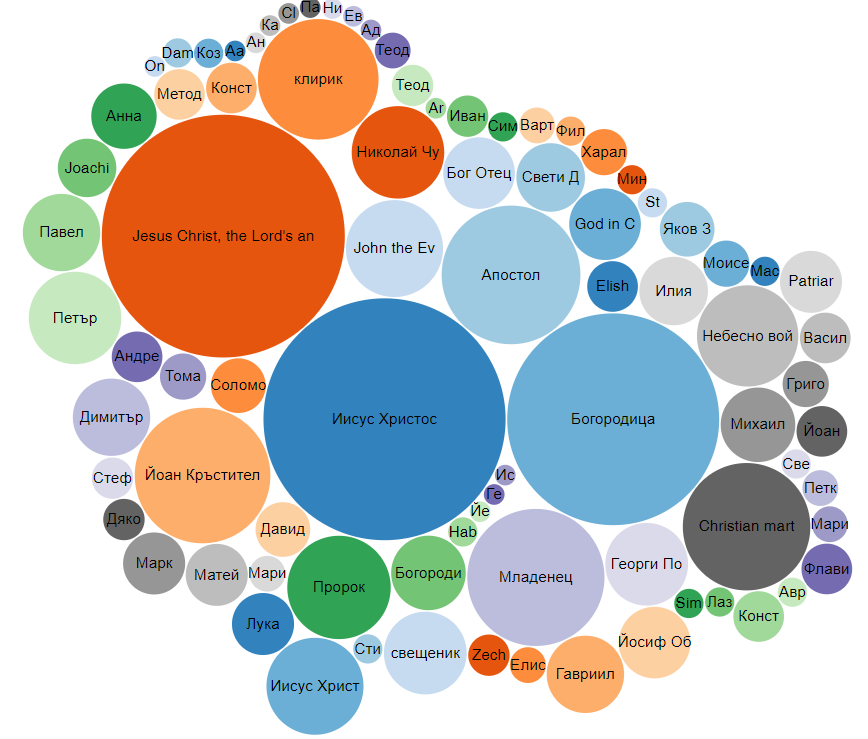 Па
Ни
Cl
Ев
Ка
Ад
Ан
Теод
Aa
Коз
Dam
On
клирик
Теод
Конст
Метод
Ar
Анна
Иван
Сим
Варт
Фил
Николай Чу
Харал
Joachi
Бог Отец
Свети Д
Мин
St
God in C
Яков З
Павел
Jesus Christ, the Lord's an
John the Ev
Моисе
Мас
Апостол
Patriar
Elish
Илия
Петър
Небесно вой
Васил
Андре
Тома
Соломо
Григо
Димитър
Иисус Христос
Богородица
Михаил
Йоан
Све
Йоан Кръстител
Ис
Стеф
Ге
Петк
Йе
Дяко
Christian mart
Мари
Давид
Hab
Марк
Георги По
Флави
Матей
Мари
Богороди
Младенец
Пророк
Авр
Sim
Лаз
Конст
Лука
Йосиф Об
Сти
свещеник
Zech
Елис
Гавриил
Иисус Христ